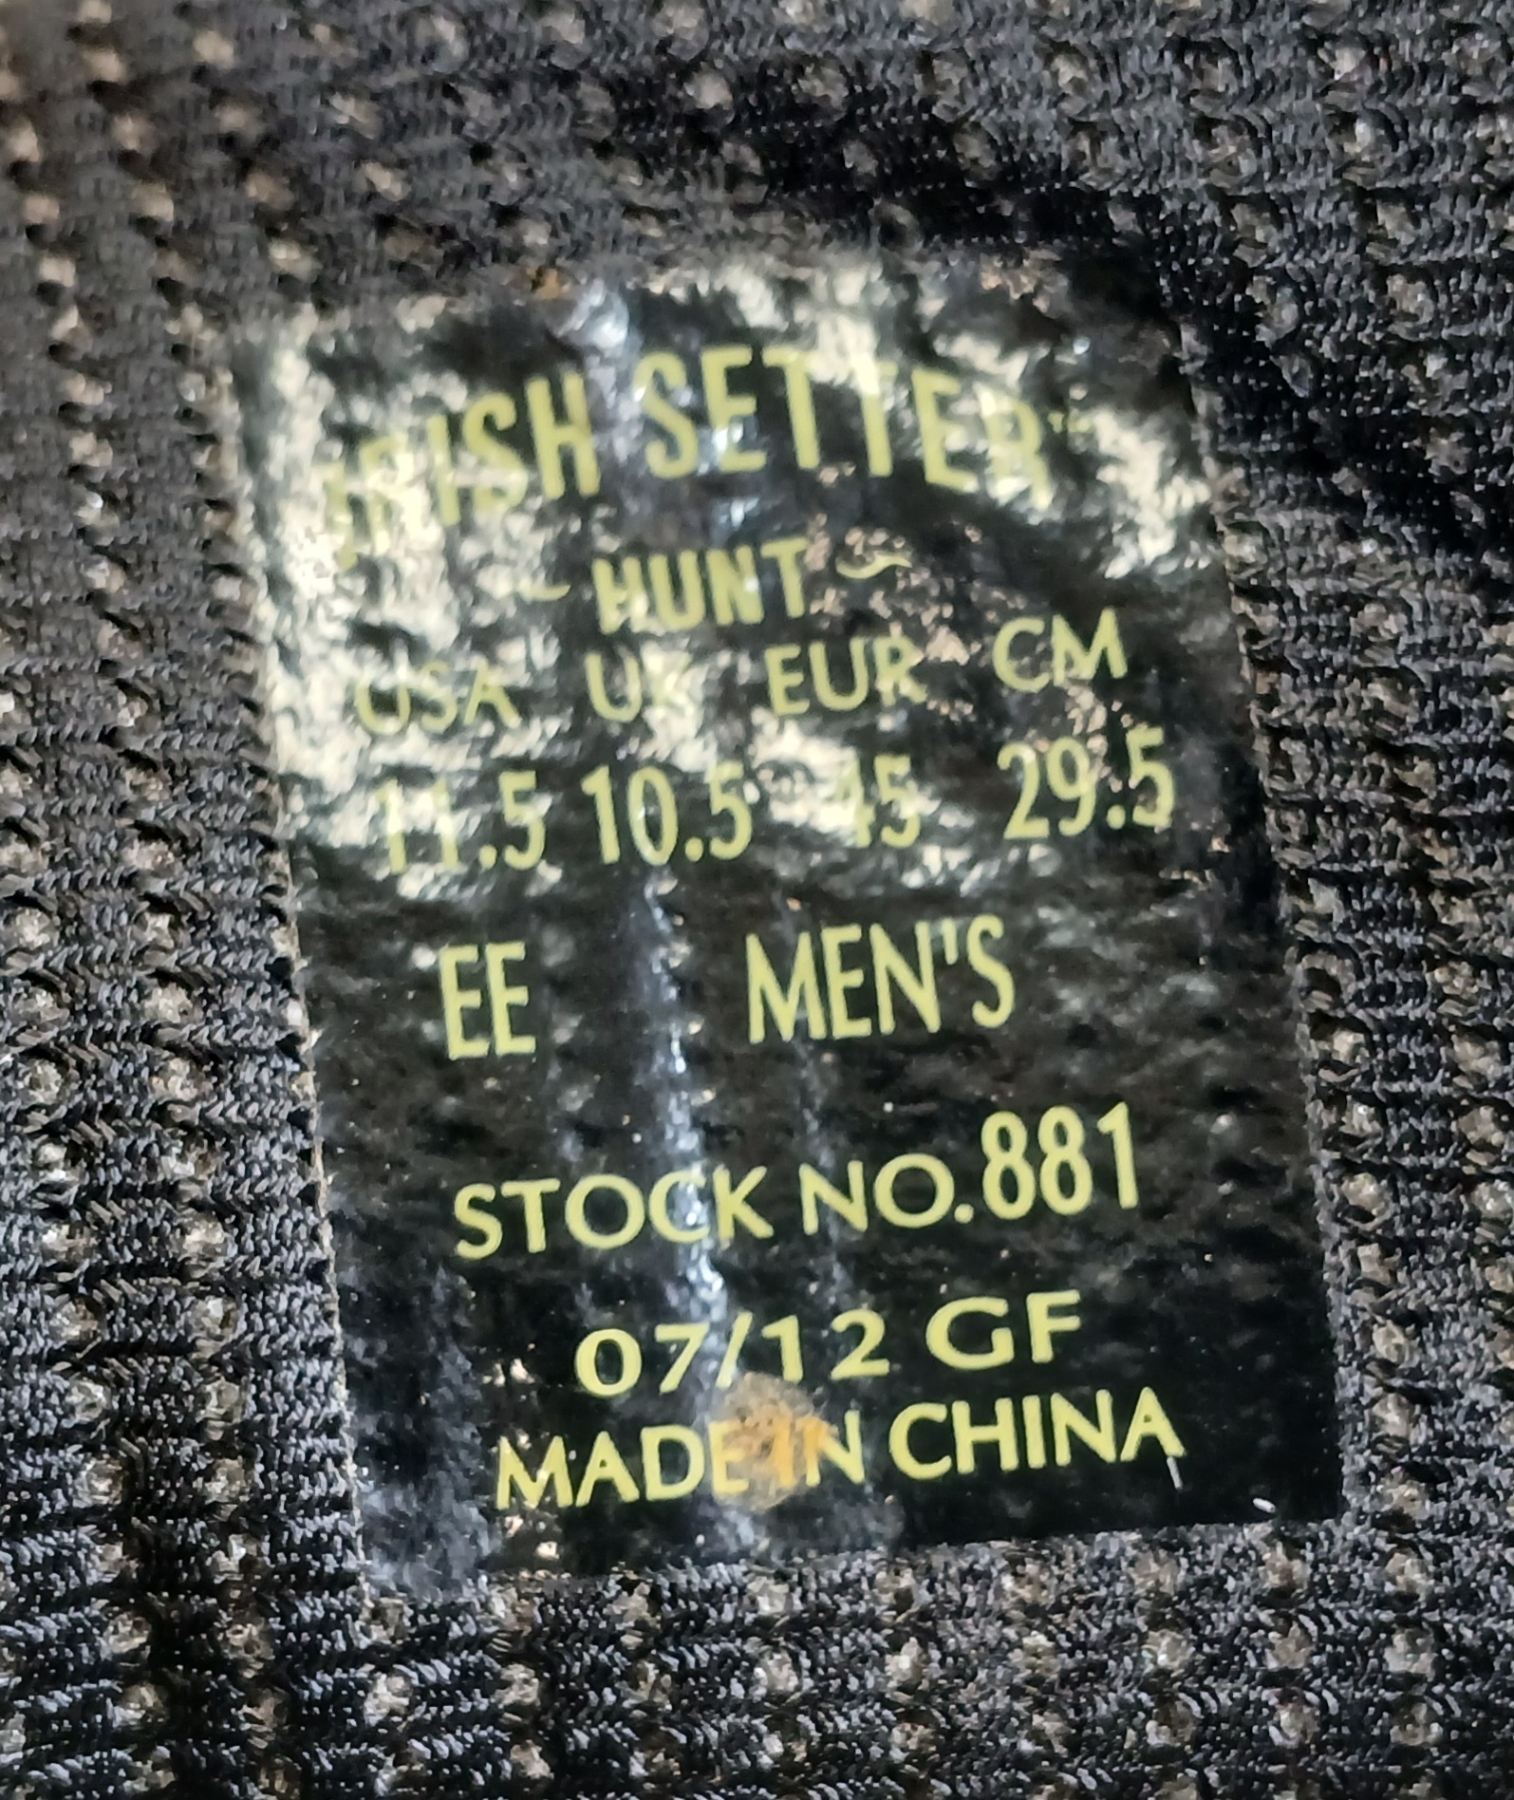 IRISH SETTER™
~ HUNT ~
USA UK EUR CM
11.5 10.5 45 29.5
EE MEN'S
STOCK NO.881
07/12 GF
MADE IN CHINA